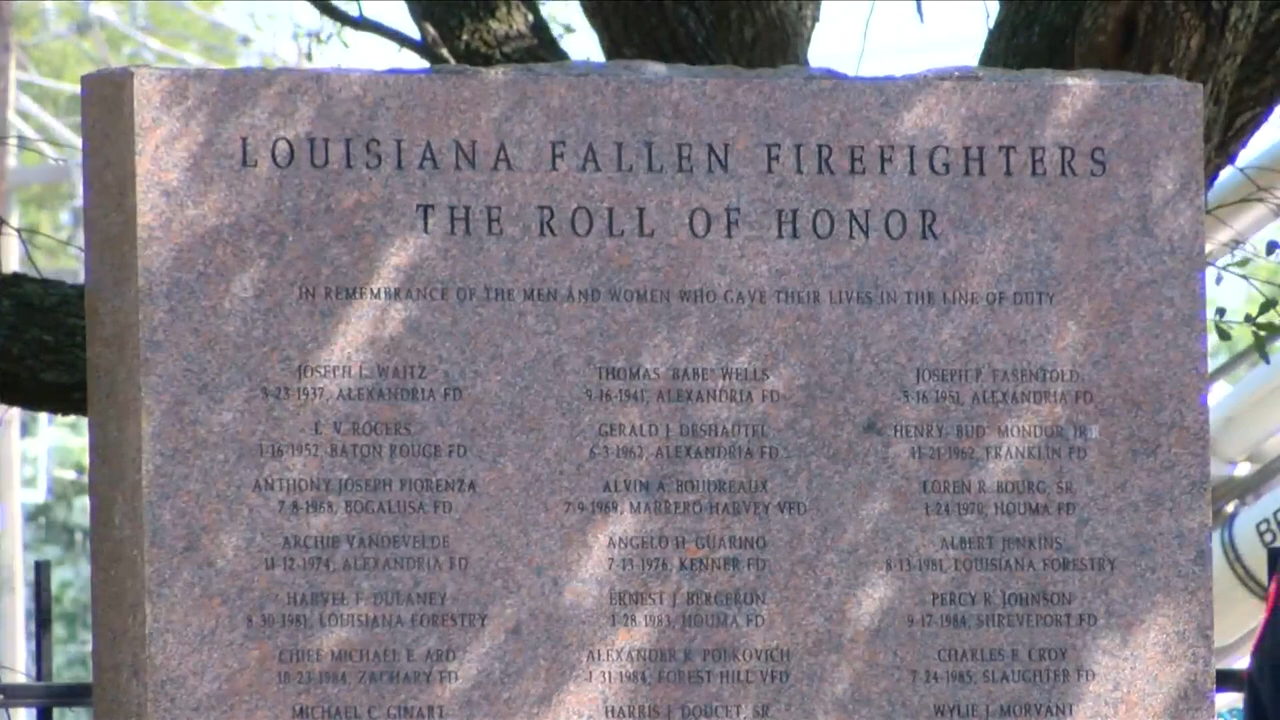 LOUISIANA FALLEN FIREFIGHTERS
THE ROLL OF HONOR
IN REMEMBRANCE OF THE MEN AND WOMEN WHO GAVE THEIR LIVES IN THE LINE OF DUTY
JOSEPH L. WAITZ
3-23-1937, ALEXANDRIA FD
THOMAS "BABE" WELLS
9-16-1941, ALEXANDRIA FD
JOSEPH P. FASENTOLD
5-16-1951, ALEXANDRIA FD
L. V. ROGERS
1-16-1952, BATON ROUGE FD
GERALD J. DESHAUTEL
6-3-1962, ALEXANDRIA FD
HENRY "BUD" MONDOR, JR.
11-21-1962, FRANKLIN FD
ANTHONY JOSEPH FIORENZA
7-8-1968, BOGALUSA FD
ALVIN A. BOUDREAUX
7-9-1969, MARRERO HARVEY VFD
LOREN R. BOURG, SR.
1-24-1970, HOUMA FD
ARCHIE VANDEVELDE
11-12-1974, ALEXANDRIA FD
ANGELO H. GUARINO
7-13-1976, KENNER FD
ALBERT JENKINS
8-13-1981, LOUISIANA FORESTRY
HARVEL F. DULANEY
8-30-1981, LOUISIANA FORESTRY
ERNEST J. BERGERON
1-28-1983, HOUMA FD
PERCY R. JOHNSON
9-17-1984, SHREVEPORT FD
CHIEF MICHAEL E. ARD
10-23-1984, ZACHARY FD
ALEXANDER R. POLKOVICH
1-31-1984, FOREST HILL VFD
CHARLES E. CROY
7-24-1985, SLAUGHTER FD
MICHAEL C. GINART
HARRIS J. DOUCET, SR.
WYLIE J. MORVANT